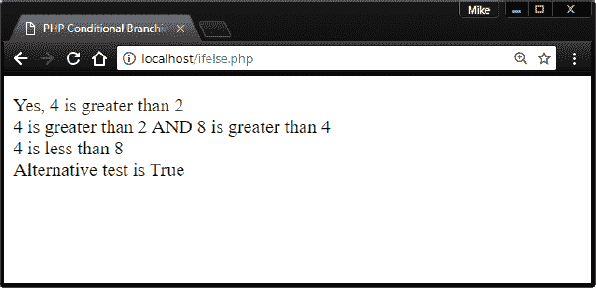 Mike
PHP Conditional Branchi
localhost/ifelse.php
Yes, 4 is greater than 2
4 is greater than 2 AND 8 is greater than 4
4 is less than 8
Alternative test is True